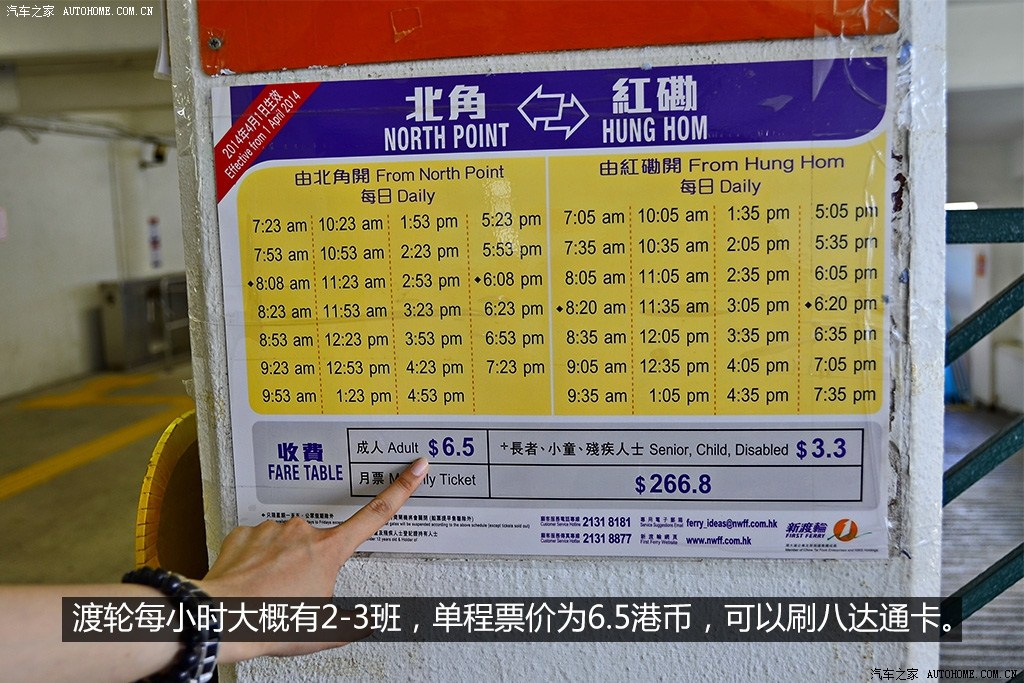 汽车之家 AUTOHOME.COM.CN
2014年4月1日生效
Effective from 1 April 2014
北角 紅磡
NORTH POINT HUNG HOM
由北角開 From North Point
每日 Daily
7:23 am 10:23 am 1:53 pm 5:23 pm
7:53 am 10:53 am 2:23 pm 5:53 pm
◆8:08 am 11:23 am 2:53 pm ◆6:08 pm
8:23 am 11:53 am 3:23 pm 6:23 pm
8:53 am 12:23 pm 3:53 pm 6:53 pm
9:23 am 12:53 pm 4:23 pm 7:23 pm
9:53 am 1:23 pm 4:53 pm
由紅磡開 From Hung Hom
每日 Daily
7:05 am 10:05 am 1:35 pm 5:05 pm
7:35 am 10:35 am 2:05 pm 5:35 pm
8:05 am 11:05 am 2:35 pm 6:05 pm
◆8:20 am 11:35 am 3:05 pm ◆6:20 pm
8:35 am 12:05 pm 3:35 pm 6:35 pm
9:05 am 12:35 pm 4:05 pm 7:05 pm
9:35 am 1:05 pm 4:35 pm 7:35 pm
收費
FARE TABLE
成人 Adult $6.5
+長者、小童、殘疾人士 Senior, Child, Disabled $3.3
月票 Ticket
$266.8
2131 8181
Customer Service Hotline
ferry_ideas@nwff.com.hk
2131 8877
First Ferry Website
www.nwff.com.hk
新渡輪
FIRST FERRY
渡轮每小时大概有2-3班，单程票价为6.5港币，可以刷八达通卡。
汽车之家 AUTOHOME.COM.CN